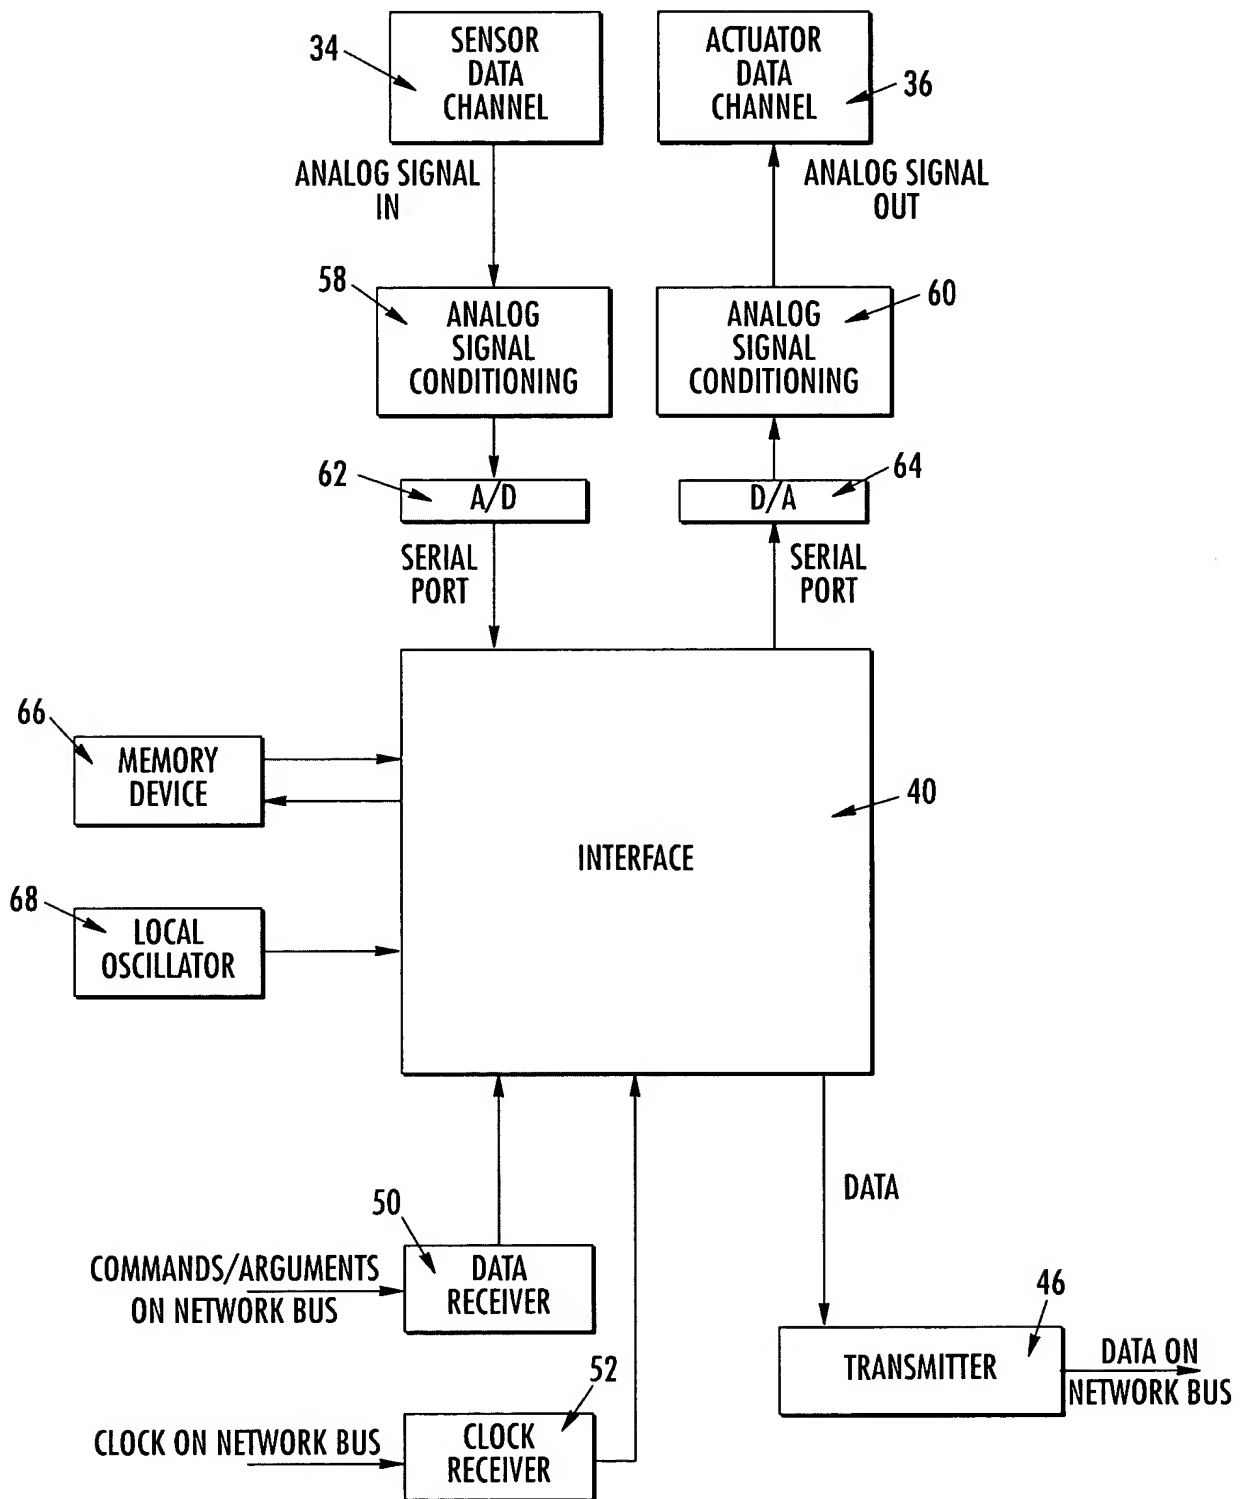 34
SENSOR
DATA
CHANNEL
ACTUATOR
DATA
CHANNEL
36
ANALOG SIGNAL
IN
ANALOG SIGNAL
OUT
58
ANALOG
SIGNAL
CONDITIONING
ANALOG
SIGNAL
CONDITIONING
60
62
A/D
D/A
64
SERIAL
PORT
SERIAL
PORT
66
MEMORY
DEVICE
40
INTERFACE
68
LOCAL
OSCILLATOR
DATA
50
COMMANDS/ARGUMENTS
ON NETWORK BUS
DATA
RECEIVER
46
TRANSMITTER
DATA ON
NETWORK BUS
52
CLOCK ON NETWORK BUS
CLOCK
RECEIVER